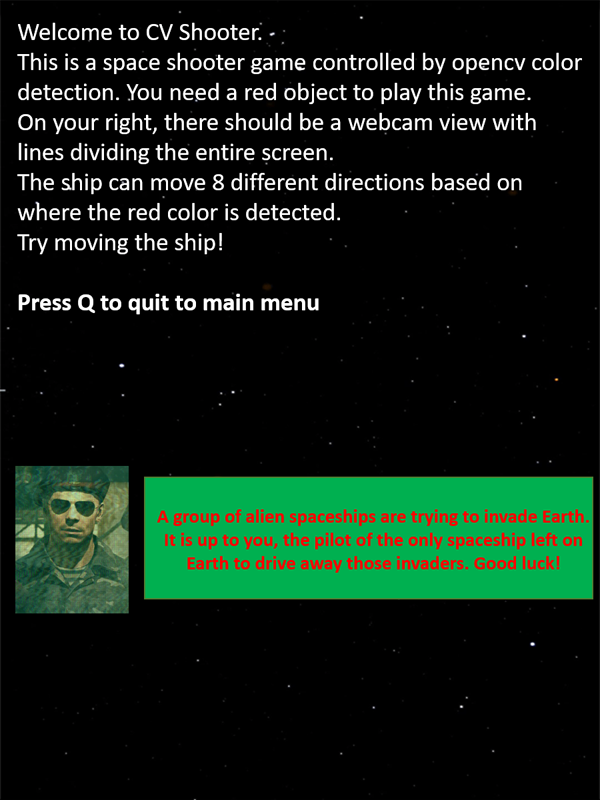 Welcome to CV Shooter.
This is a space shooter game controlled by opencv color
detection. You need a red object to play this game.
On your right, there should be a webcam view with
lines dividing the entire screen.
The ship can move 8 different directions based on
where the red color is detected.
Try moving the ship!
Press Q to quit to main menu
A group of alien spaceships are trying to invade Earth.
It is up to you, the pilot of the only spaceship left on
Earth to drive away those invaders. Good luck!